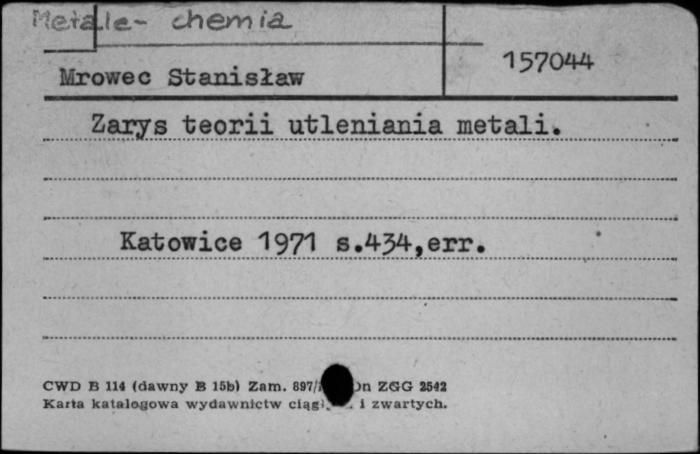 Metale - chemia
157044
Mrowec Stanisław
Zarys teorii utleniania metali.
Katowice 1971 s.434,err.
CWD B 114 (dawny B 15b) Zam. 897/ ZGG 2542
Karta katalogowa wydawnictw i zwartych.